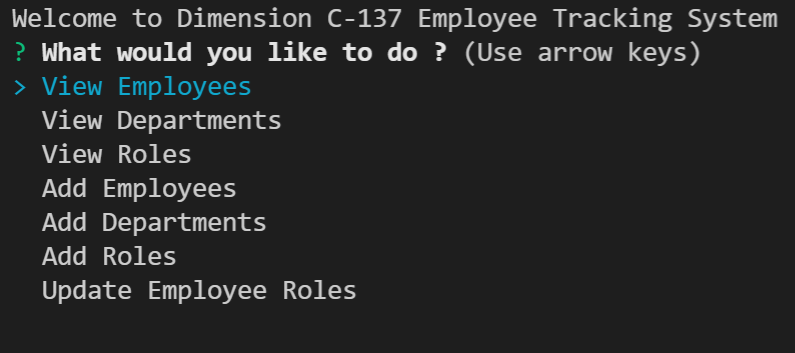 Welcome to Dimension C-137 Employee Tracking System
? What would you like to do ? (Use arrow keys)
> View Employees
View Departments
View Roles
Add Employees
Add Departments
Add Roles
Update Employee Roles